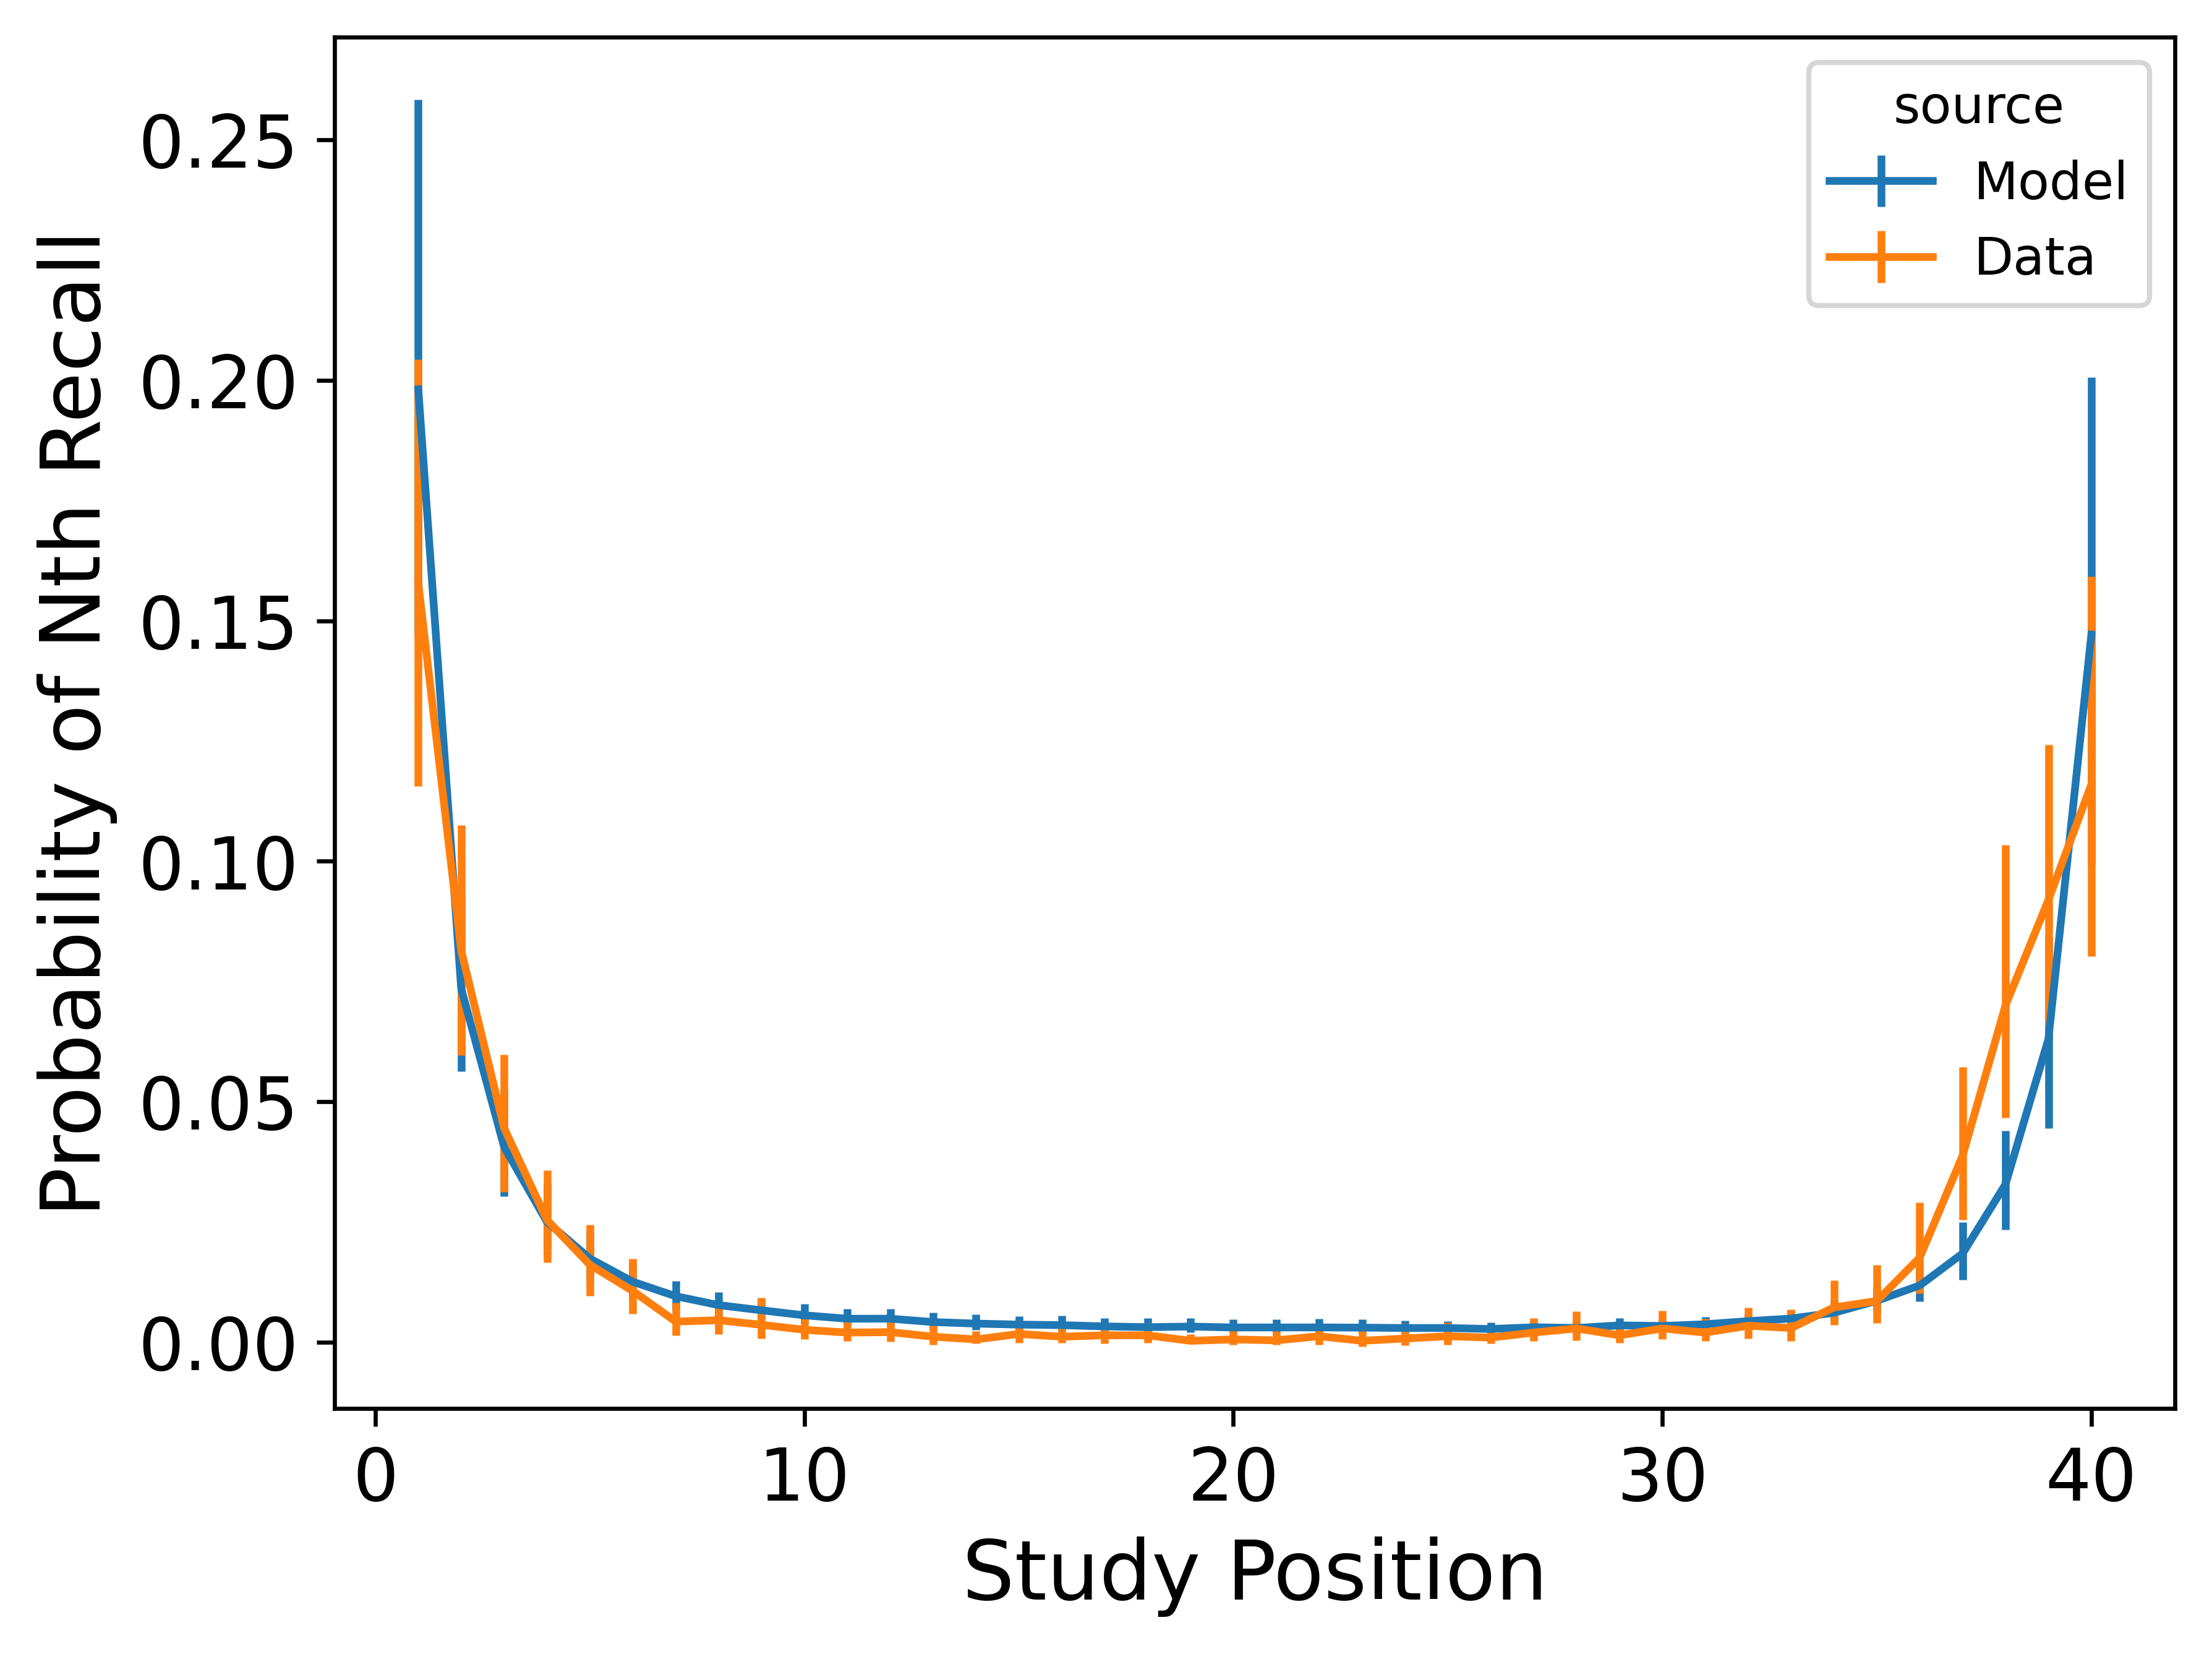 source
Model
Data
Probability of Nth Recall
0.25
0.20
0.15
0.10
0.05
0.00
0 10 20 30 40
Study Position